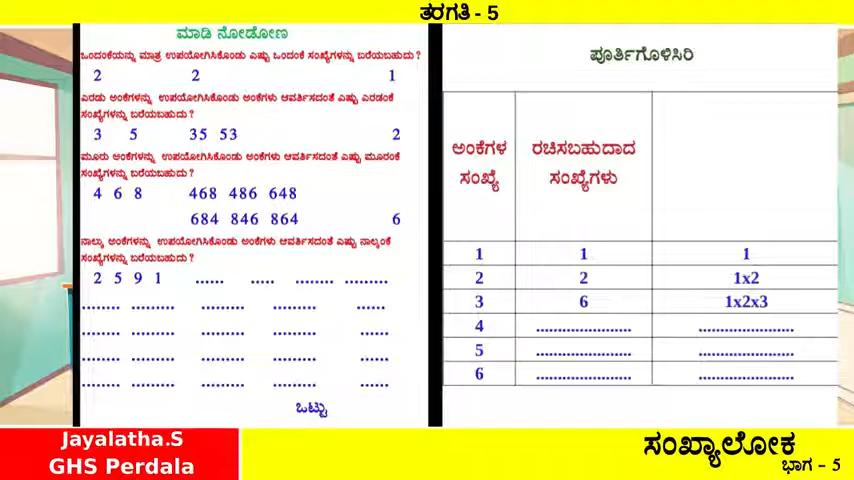 ತರಗತಿ - 5
ಮಾಡಿ ನೋಡೋಣ
ಒಂದಂಕೆಯನ್ನು ಮಾತ್ರ ಉಪಯೋಗಿಸಿಕೊಂಡು ಎಷ್ಟು ಒಂದಂಕೆ ಸಂಖ್ಯೆಗಳನ್ನು ಬರೆಯಬಹುದು ?
2 2 1
ಎರಡು ಅಂಕೆಗಳನ್ನು ಉಪಯೋಗಿಸಿಕೊಂಡು ಅಂಕೆಗಳು ಆವರ್ತಿಸದಂತೆ ಎಷ್ಟು ಎರಡಂಕೆ
ಸಂಖ್ಯೆಗಳನ್ನು ಬರೆಯಬಹುದು ?
3 5 35 53 2
ಮೂರು ಅಂಕೆಗಳನ್ನು ಉಪಯೋಗಿಸಿಕೊಂಡು ಅಂಕೆಗಳು ಆವರ್ತಿಸದಂತೆ ಎಷ್ಟು ಮೂರಂಕೆ
ಸಂಖ್ಯೆಗಳನ್ನು ಬರೆಯಬಹುದು ?
4 6 8 468 486 648
684 846 864 6
ನಾಲ್ಕು ಅಂಕೆಗಳನ್ನು ಉಪಯೋಗಿಸಿಕೊಂಡು ಅಂಕೆಗಳು ಆವರ್ತಿಸದಂತೆ ಎಷ್ಟು ನಾಲ್ಕಂಕೆ
ಸಂಖ್ಯೆಗಳನ್ನು ಬರೆಯಬಹುದು ?
2 5 9 1 ...... ..... ........ .........
........ ......... ......... ......... ......
........ ......... ......... ......... ......
........ ......... ......... ......... ......
........ ......... ......... ......... ......
ಒಟ್ಟು
ಪೂರ್ತಿಗೊಳಿಸಿರಿ
ಅಂಕೆಗಳ ಸಂಖ್ಯೆ
ರಚಿಸಬಹುದಾದ ಸಂಖ್ಯೆಗಳು
1 1 1
2 2 1x2
3 6 1x2x3
4 ...................... ......................
5 ...................... ......................
6 ...................... ......................
Jayalatha.S
GHS Perdala
ಸಂಖ್ಯಾಲೋಕ
ಭಾಗ - 5